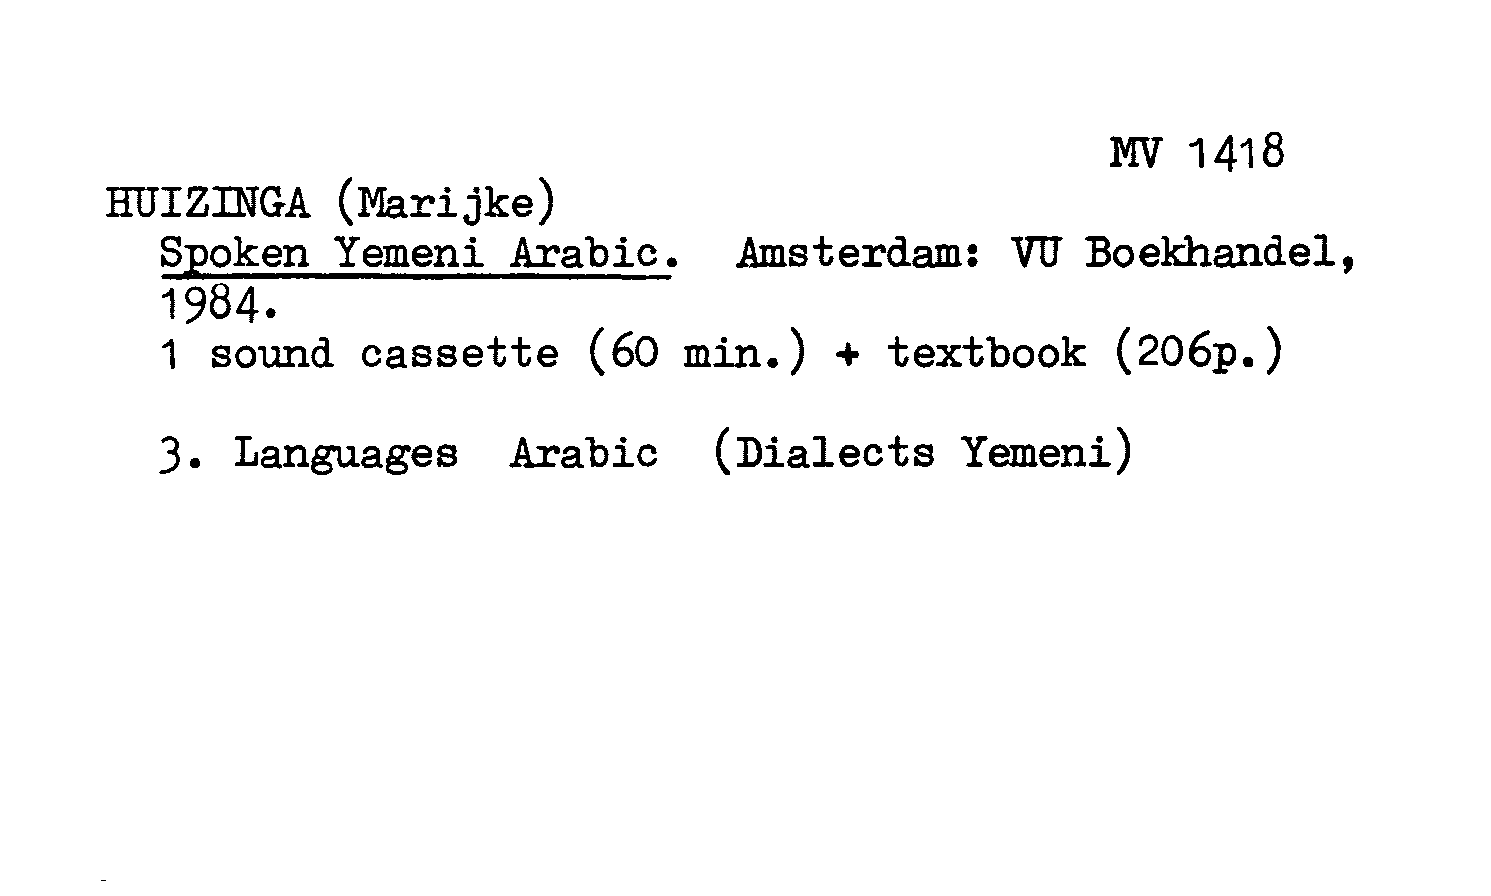 MV 1418
HUIZINGA (Marijke)
Spoken Yemeni Arabic. Amsterdam: VU Boekhandel,
1984.
1 sound cassette (60 min.) + textbook (206p.)
3. Languages Arabic (Dialects Yemeni)